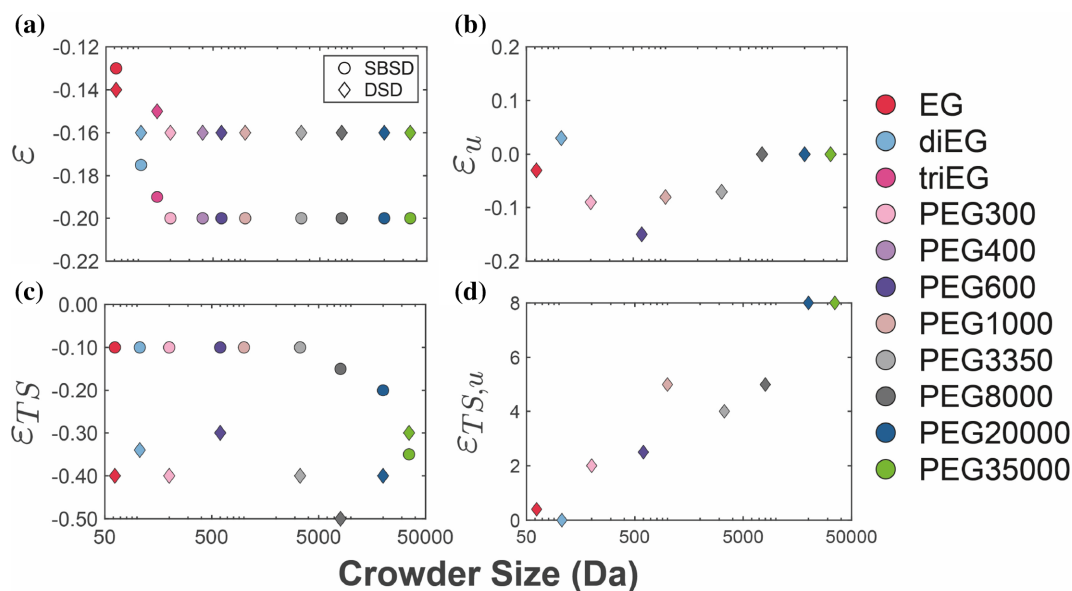 (a)
-0.12
-0.14
-0.16
-0.18
-0.20
-0.22
ε
SBSD
DSD
(b)
0.2
0.1
0.0
-0.1
-0.2
ε_u
(c)
0.00
-0.10
-0.20
-0.30
-0.40
-0.50
ε_TS
50
500
5000
50000
(d)
8
6
4
2
0
ε_TS,u
50
500
5000
50000
Crowder Size (Da)
EG
diEG
triEG
PEG300
PEG400
PEG600
PEG1000
PEG3350
PEG8000
PEG20000
PEG35000